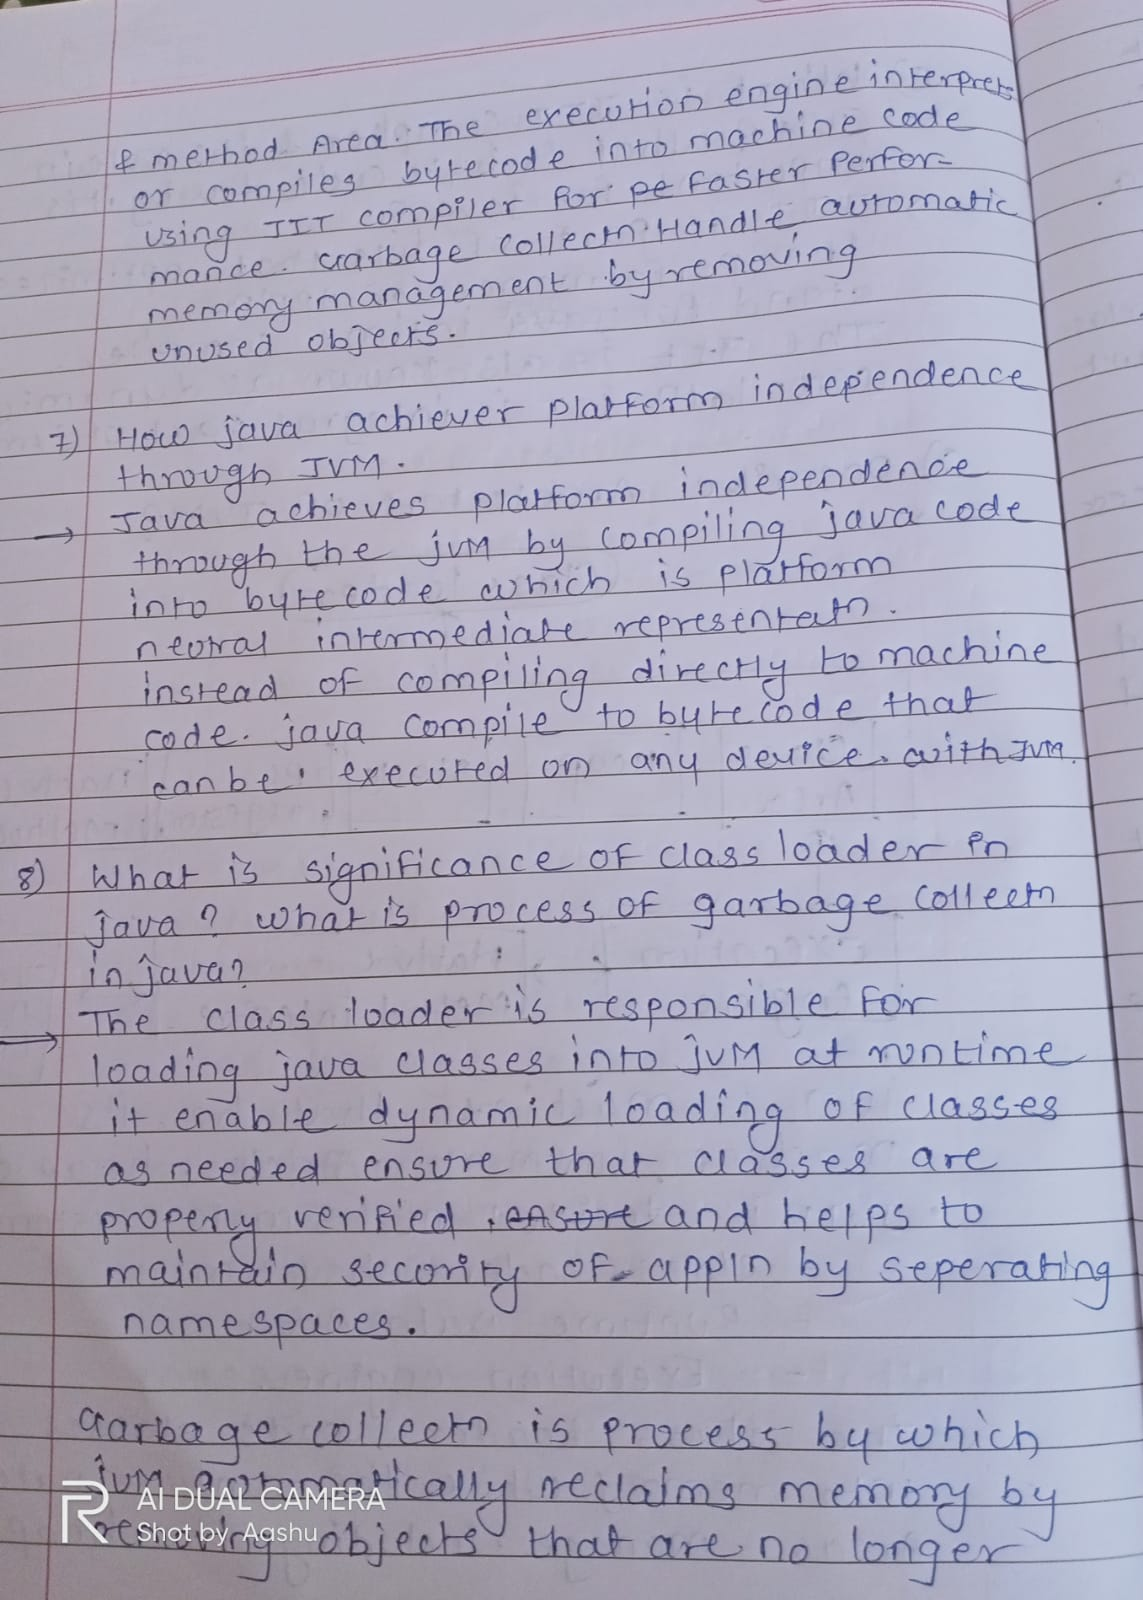 & method Area. The execution engine interprets
or compiles bytecode into machine code
using JIT compiler for pe faster Perfor-
mance. Garbage Collectn Handle automatic
memory management by removing
unused objects.
7) How java achiever platform independence
through JVM.
→ Java achieves platform independence
through the jvm by compiling java code
into bytecode which is platform
neutral intermediate representatn.
instead of compiling directly to machine
code. java compile to bytecode that
can be executed on any device. with JVM.
8) What is significance of class loader in
java? what is process of garbage collectn
in java?
→ The class loader is responsible for
loading java classes into jvm at runtime
it enable dynamic loading of classes
as needed ensure that classes are
properly verified, ensure and helps to
maintain security of appln by seperating
namespaces.
Garbage collectn is process by which
jvm automatically reclaims memory by
removing objects that are no longer
AI DUAL CAMERA
Shot by Aashu